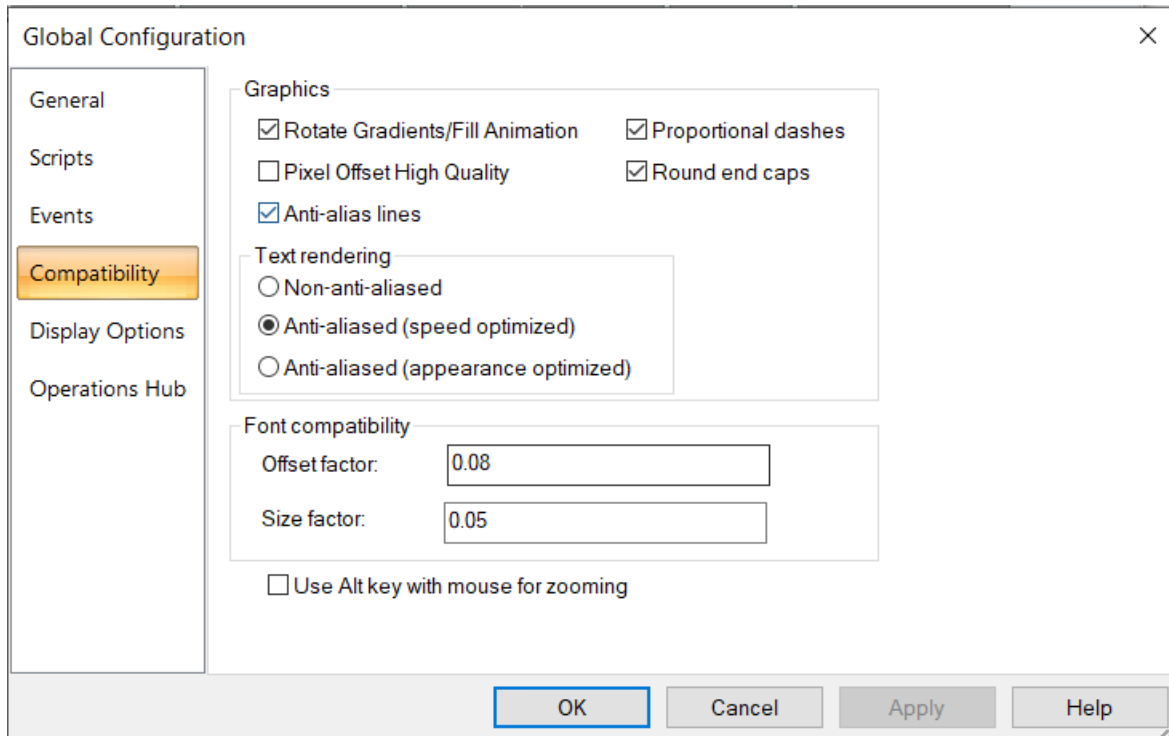 Global Configuration
General
Scripts
Events
Compatibility
Display Options
Operations Hub
Graphics
Rotate Gradients/Fill Animation
Proportional dashes
Pixel Offset High Quality
Round end caps
Anti-alias lines
Text rendering
Non-anti-aliased
Anti-aliased (speed optimized)
Anti-aliased (appearance optimized)
Font compatibility
Offset factor: 0.08
Size factor: 0.05
Use Alt key with mouse for zooming
OK Cancel Apply Help